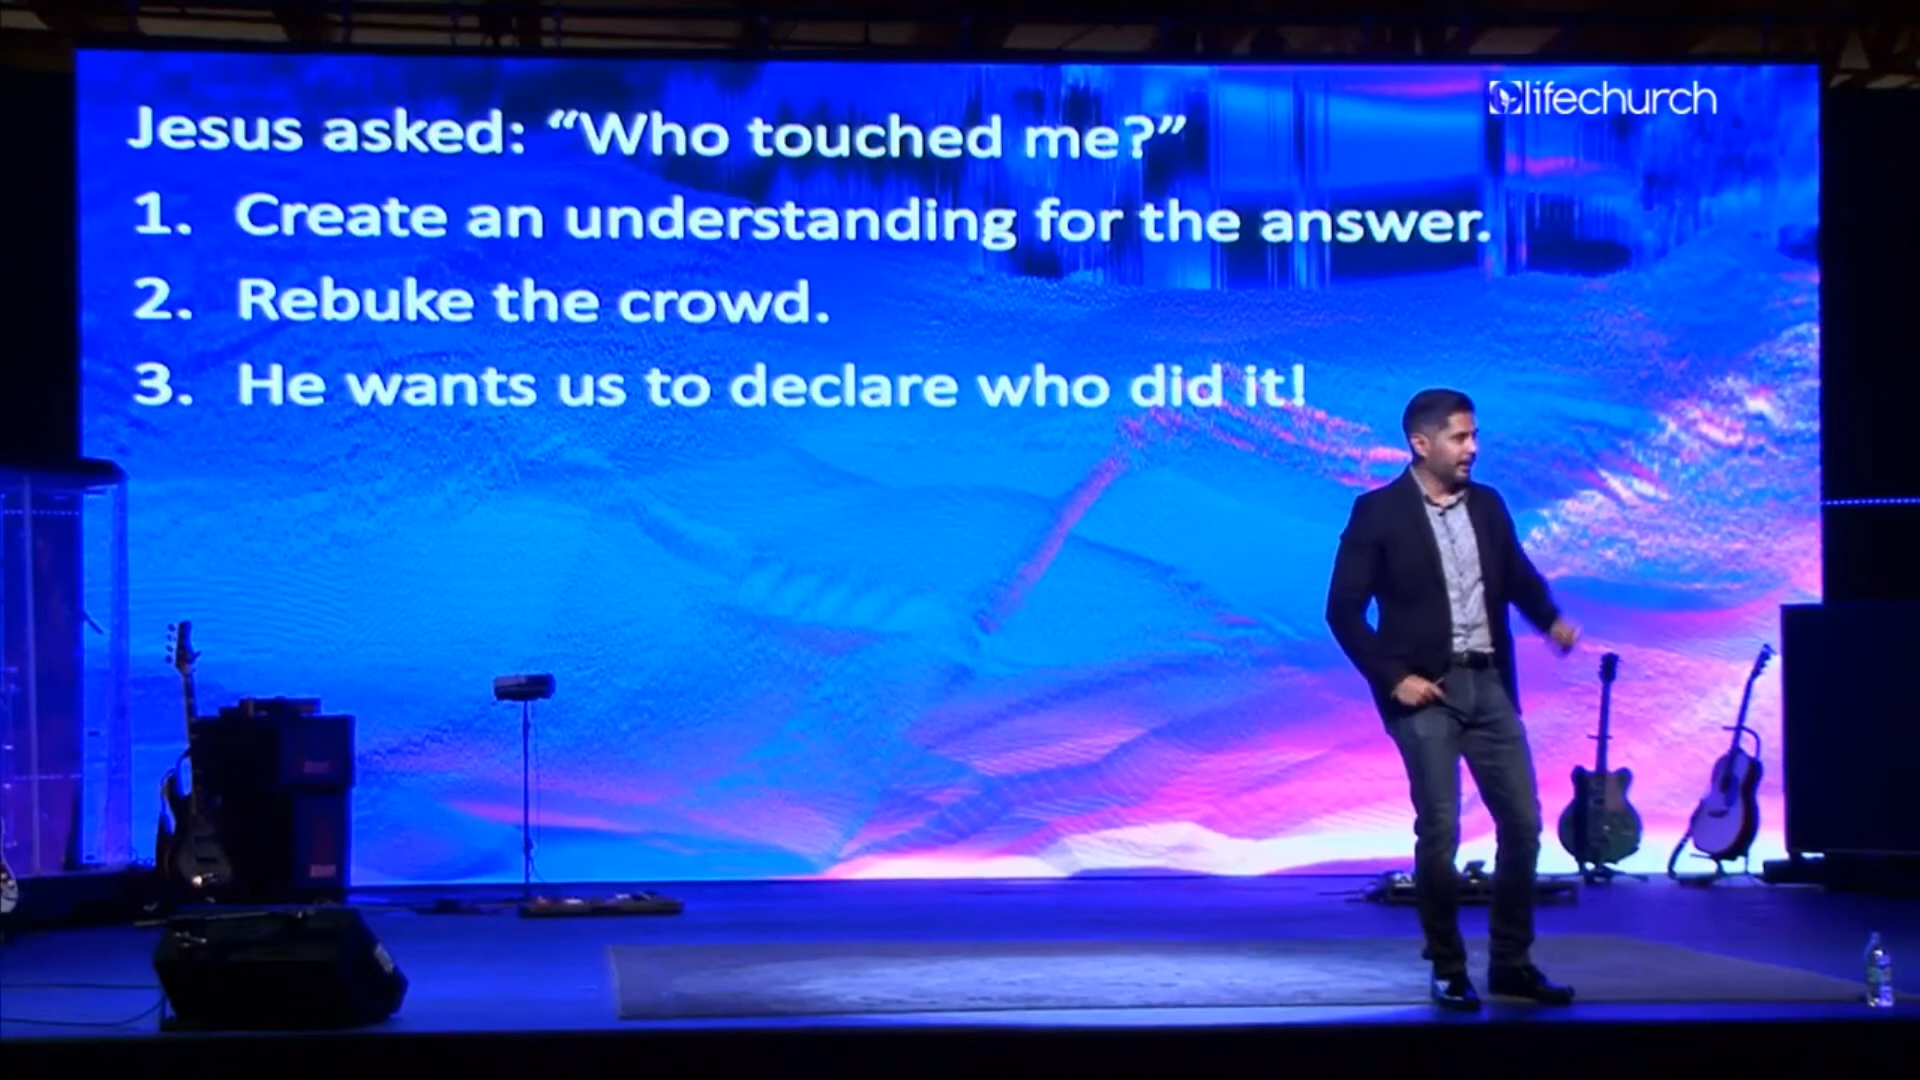 lifechurch
Jesus asked: “Who touched me?”
1. Create an understanding for the answer.
2. Rebuke the crowd.
3. He wants us to declare who did it!